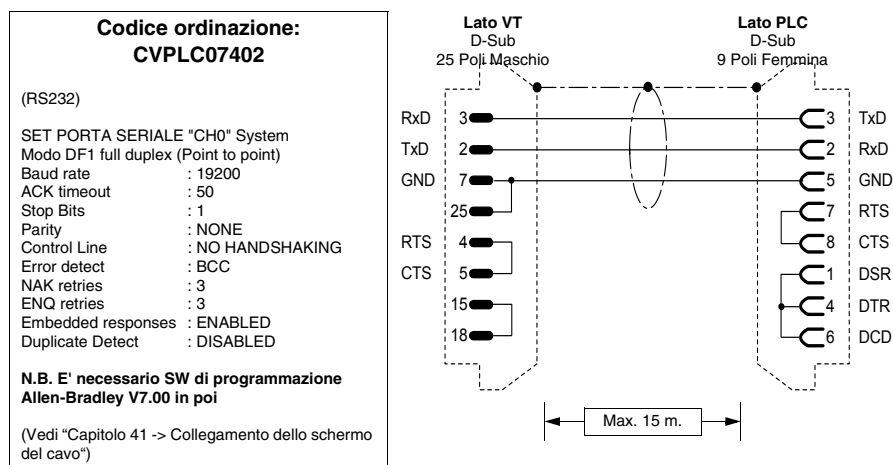 Codice ordinazione:
CVPLC07402
(RS232)
SET PORTA SERIALE "CH0" System
Modo DF1 full duplex (Point to point)
Baud rate : 19200
ACK timeout : 50
Stop Bits : 1
Parity : NONE
Control Line : NO HANDSHAKING
Error detect : BCC
NAK retries : 3
ENQ retries : 3
Embedded responses : ENABLED
Duplicate Detect : DISABLED
N.B. E' necessario SW di programmazione
Allen-Bradley V7.00 in poi
(Vedi “Capitolo 41 -> Collegamento dello schermo
del cavo“)
Lato VT
D-Sub
25 Poli Maschio
Lato PLC
D-Sub
9 Poli Femmina
RxD 3 3 TxD
TxD 2 2 RxD
GND 7 5 GND
25 7 RTS
RTS 4 8 CTS
CTS 5 1 DSR
15 4 DTR
18 6 DCD
Max. 15 m.